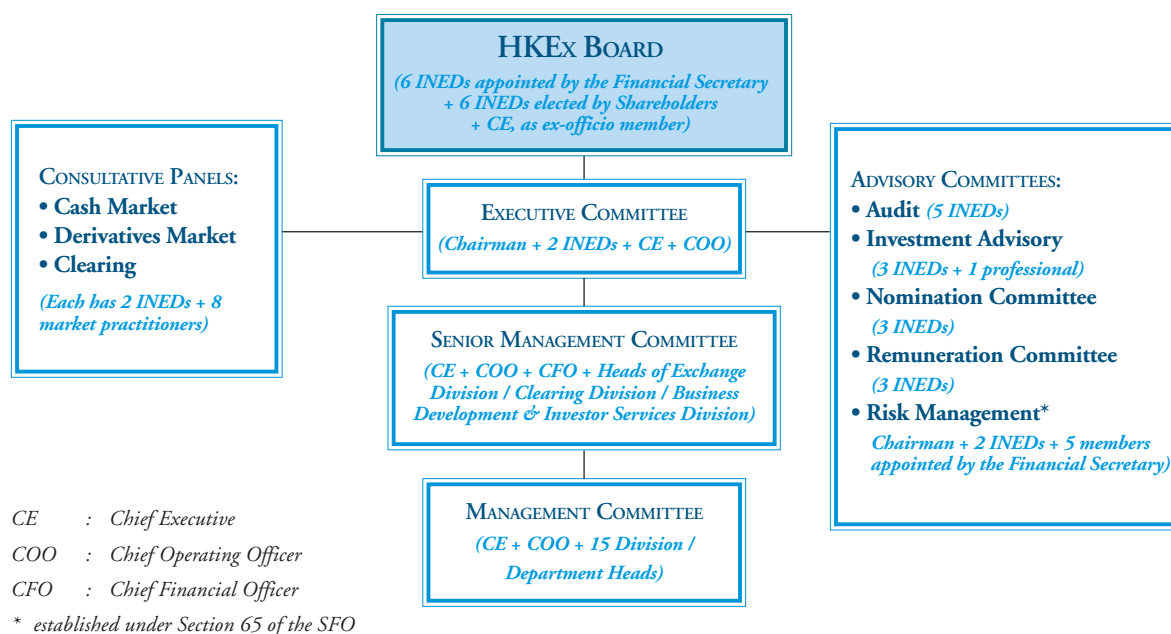 HKEx Board
(6 INEDs appointed by the Financial Secretary
+ 6 INEDs elected by Shareholders
+ CE, as ex-officio member)
Consultative Panels:
• Cash Market
• Derivatives Market
• Clearing
(Each has 2 INEDs + 8
market practitioners)
Executive Committee
(Chairman + 2 INEDs + CE + COO)
Advisory Committees:
• Audit (5 INEDs)
• Investment Advisory
(3 INEDs + 1 professional)
• Nomination Committee
(3 INEDs)
• Remuneration Committee
(3 INEDs)
• Risk Management*
Chairman + 2 INEDs + 5 members
appointed by the Financial Secretary)
Senior Management Committee
(CE + COO + CFO + Heads of Exchange
Division / Clearing Division / Business
Development & Investor Services Division)
Management Committee
(CE + COO + 15 Division /
Department Heads)
CE : Chief Executive
COO : Chief Operating Officer
CFO : Chief Financial Officer
* established under Section 65 of the SFO